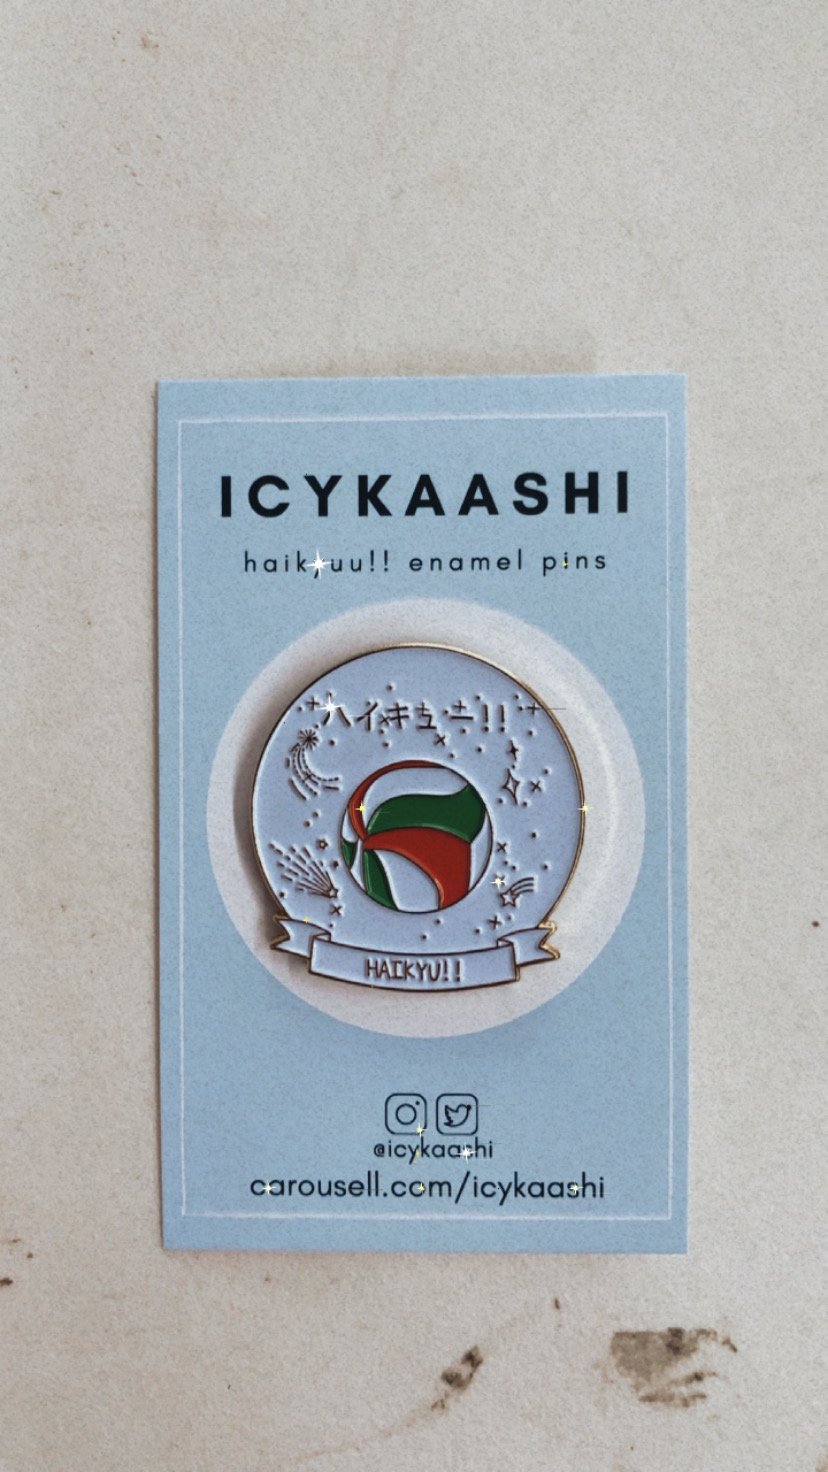 ICYKAASHI
haikyuu!! enamel pins
ハイキュー!!
HAIKYU!!
@icykaashi
carousell.com/icykaashi